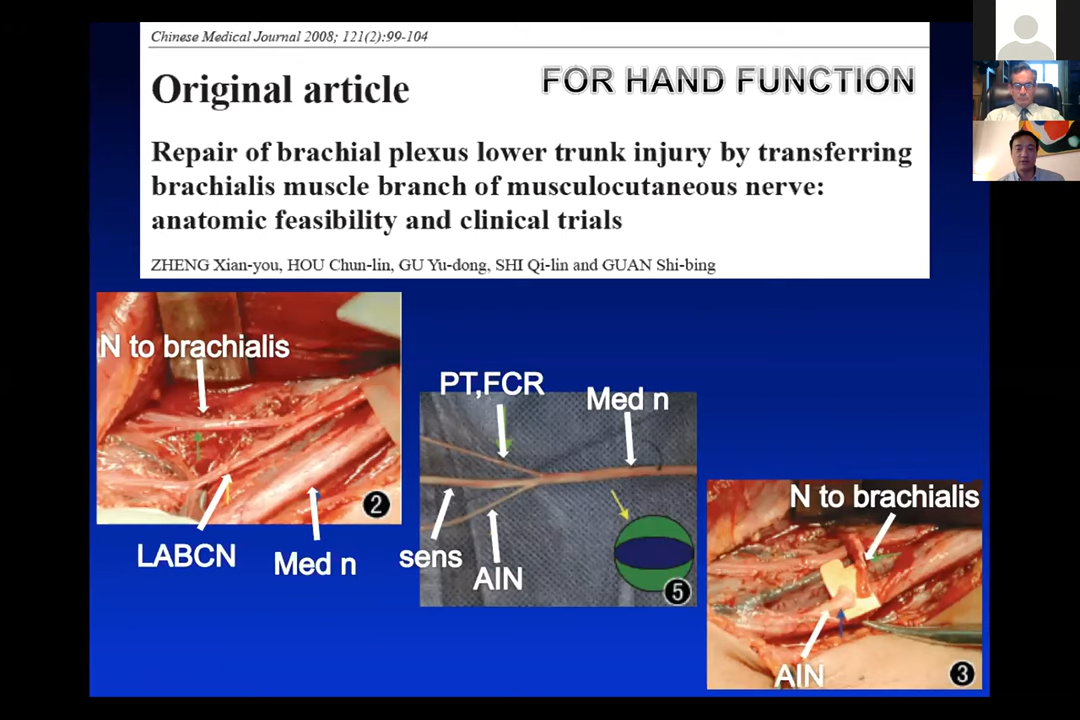 Chinese Medical Journal 2008; 121(2):99-104
Original article
FOR HAND FUNCTION
Repair of brachial plexus lower trunk injury by transferring
brachialis muscle branch of musculocutaneous nerve:
anatomic feasibility and clinical trials
ZHENG Xian-you, HOU Chun-lin, GU Yu-dong, SHI Qi-lin and GUAN Shi-bing
N to brachialis
LABCN
Med n
2
PT,FCR
Med n
sens
AIN
5
N to brachialis
AIN
3